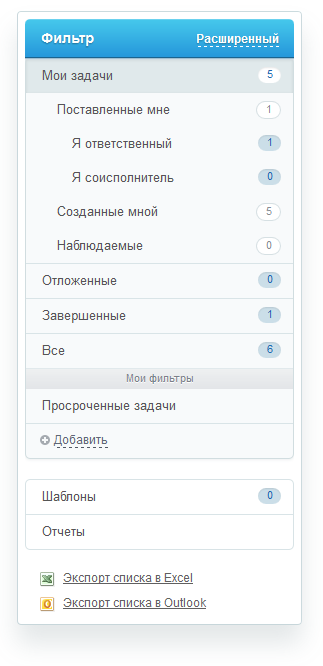 Фильтр Расширенный
Мои задачи 5
Поставленные мне 1
Я ответственный 1
Я соисполнитель 0
Созданные мной 5
Наблюдаемые 0
Отложенные 0
Завершенные 1
Все 6
Мои фильтры
Просроченные задачи
Добавить
Шаблоны 0
Отчеты
Экспорт списка в Excel
Экспорт списка в Outlook